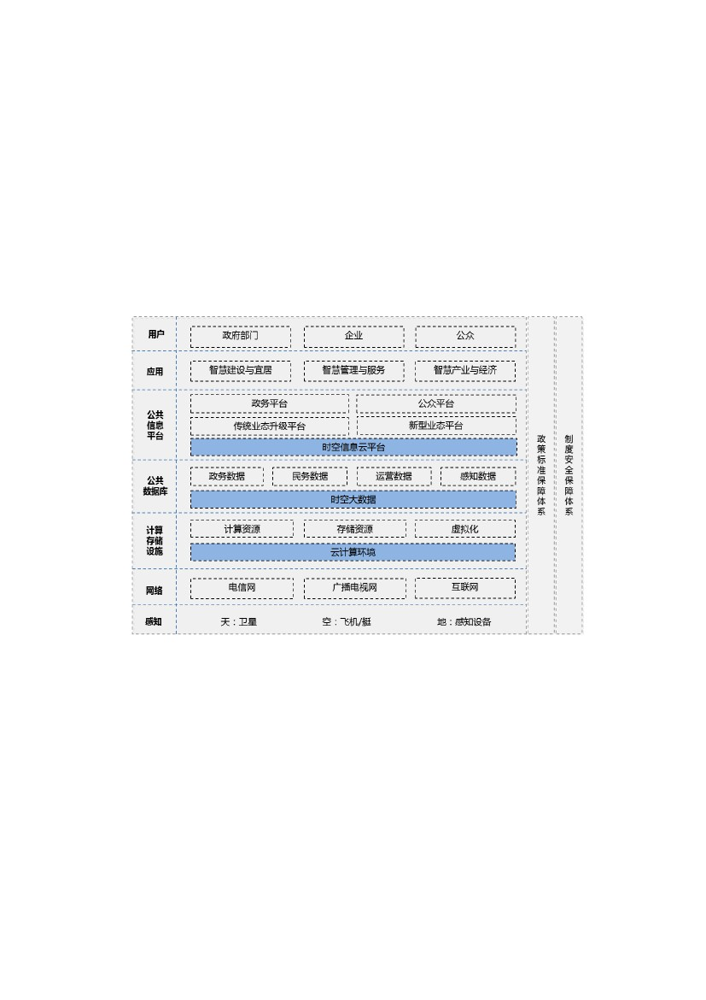 用户
政府部门
企业
公众
应用
智慧建设与宜居
智慧管理与服务
智慧产业与经济
公共
信息
平台
政务平台
公众平台
传统业态升级平台
新型业态平台
时空信息云平台
公共
数据库
政务数据
民务数据
运营数据
感知数据
时空大数据
计算
存储
设施
计算资源
存储资源
虚拟化
云计算环境
网络
电信网
广播电视网
互联网
感知
天：卫星
空：飞机/艇
地：感知设备
政策标准保障体系
制度安全保障体系